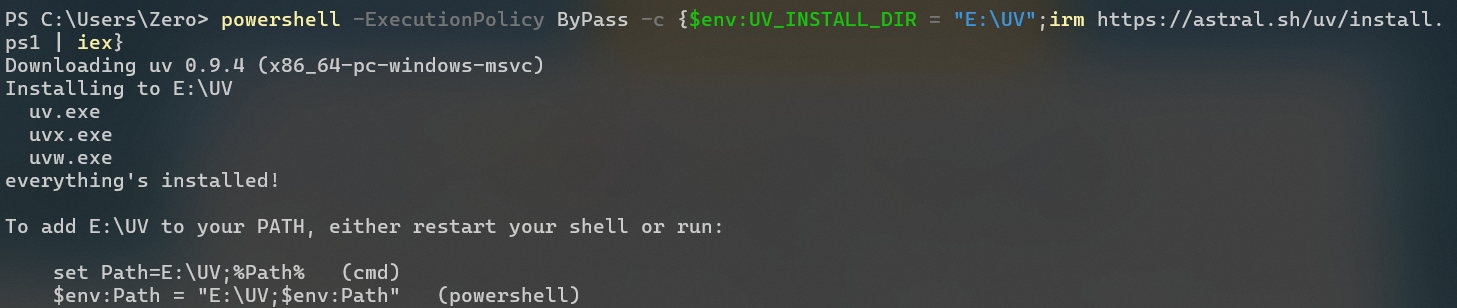 PS C:\Users\Zero> powershell -ExecutionPolicy ByPass -c {$env:UV_INSTALL_DIR = "E:\UV";irm https://astral.sh/uv/install.
ps1 | iex}
Downloading uv 0.9.4 (x86_64-pc-windows-msvc)
Installing to E:\UV
  uv.exe
  uvx.exe
  uvw.exe
everything's installed!

To add E:\UV to your PATH, either restart your shell or run:

    set Path=E:\UV;%Path%   (cmd)
    $env:Path = "E:\UV;$env:Path"   (powershell)